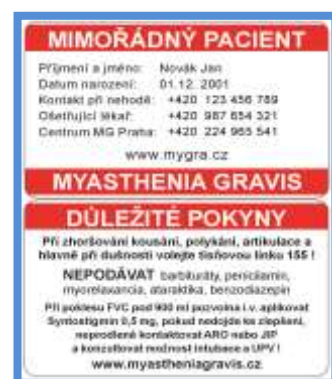 MIMOŘÁDNÝ PACIENT
Příjmení a jméno: Novák Jan
Datum narození: 01.12. 2001
Kontakt při nehodě: +420 123 456 789
Ošetřující lékař: +420 987 654 321
Centrum MG Praha: +420 224 965 541
www.mygra.cz
MYASTHENIA GRAVIS
DŮLEŽITÉ POKYNY
Při zhoršování kousání, polykání, artikulace a
hlavně při dušnosti volejte tísňovou linku 155 !
NEPODÁVAT barbituráty, penicilamin,
myorelaxancia, ataraktika, benzodiazepin
Při poklesu FVC pod 900 ml pozvolna i.v. aplikovat
Syntostigmin 0,5 mg, pokud nedojde ke zlepšení,
neprodleně kontaktovat ARO nebo JIP
a konzultovat možnost intubace a UPV !
www.myastheniagravis.cz